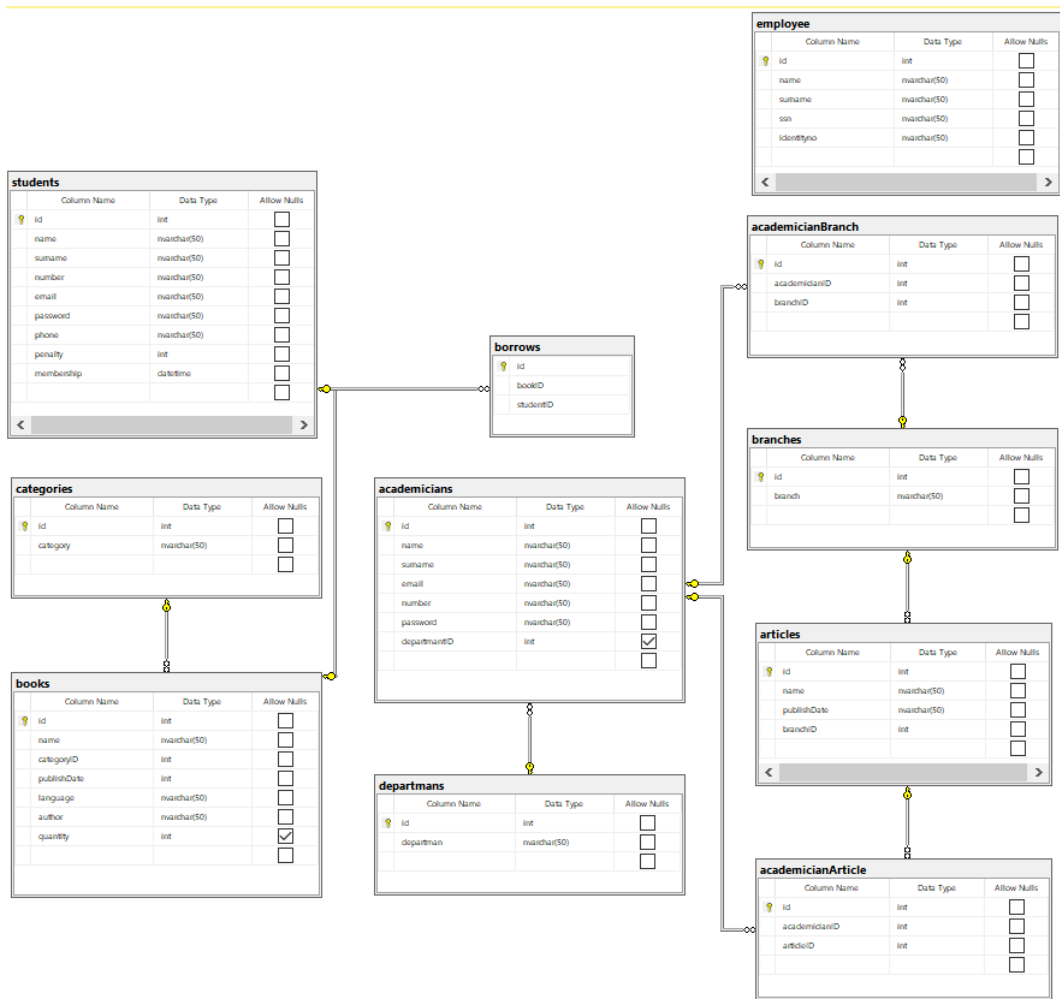 employee
Column Name Data Type Allow Nulls
id int
name nvarchar(50)
surname nvarchar(50)
ssn nvarchar(50)
identityno nvarchar(50)
students
Column Name Data Type Allow Nulls
id int
name nvarchar(50)
surname nvarchar(50)
number nvarchar(50)
email nvarchar(50)
password nvarchar(50)
phone nvarchar(50)
penalty int
membership datetime
academicianBranch
Column Name Data Type Allow Nulls
id int
academicianID int
branchID int
borrows
id
bookID
studentID
branches
Column Name Data Type Allow Nulls
id int
branch nvarchar(50)
categories
Column Name Data Type Allow Nulls
id int
category nvarchar(50)
academicians
Column Name Data Type Allow Nulls
id int
name nvarchar(50)
surname nvarchar(50)
email nvarchar(50)
number nvarchar(50)
password nvarchar(50)
departmantID int
articles
Column Name Data Type Allow Nulls
id int
name nvarchar(50)
publishDate nvarchar(50)
branchID int
books
Column Name Data Type Allow Nulls
id int
name nvarchar(50)
categoryID int
publishDate int
language nvarchar(50)
author nvarchar(50)
quantity int
departmans
Column Name Data Type Allow Nulls
id int
departman nvarchar(50)
academicianArticle
Column Name Data Type Allow Nulls
id int
academicianID int
articleID int